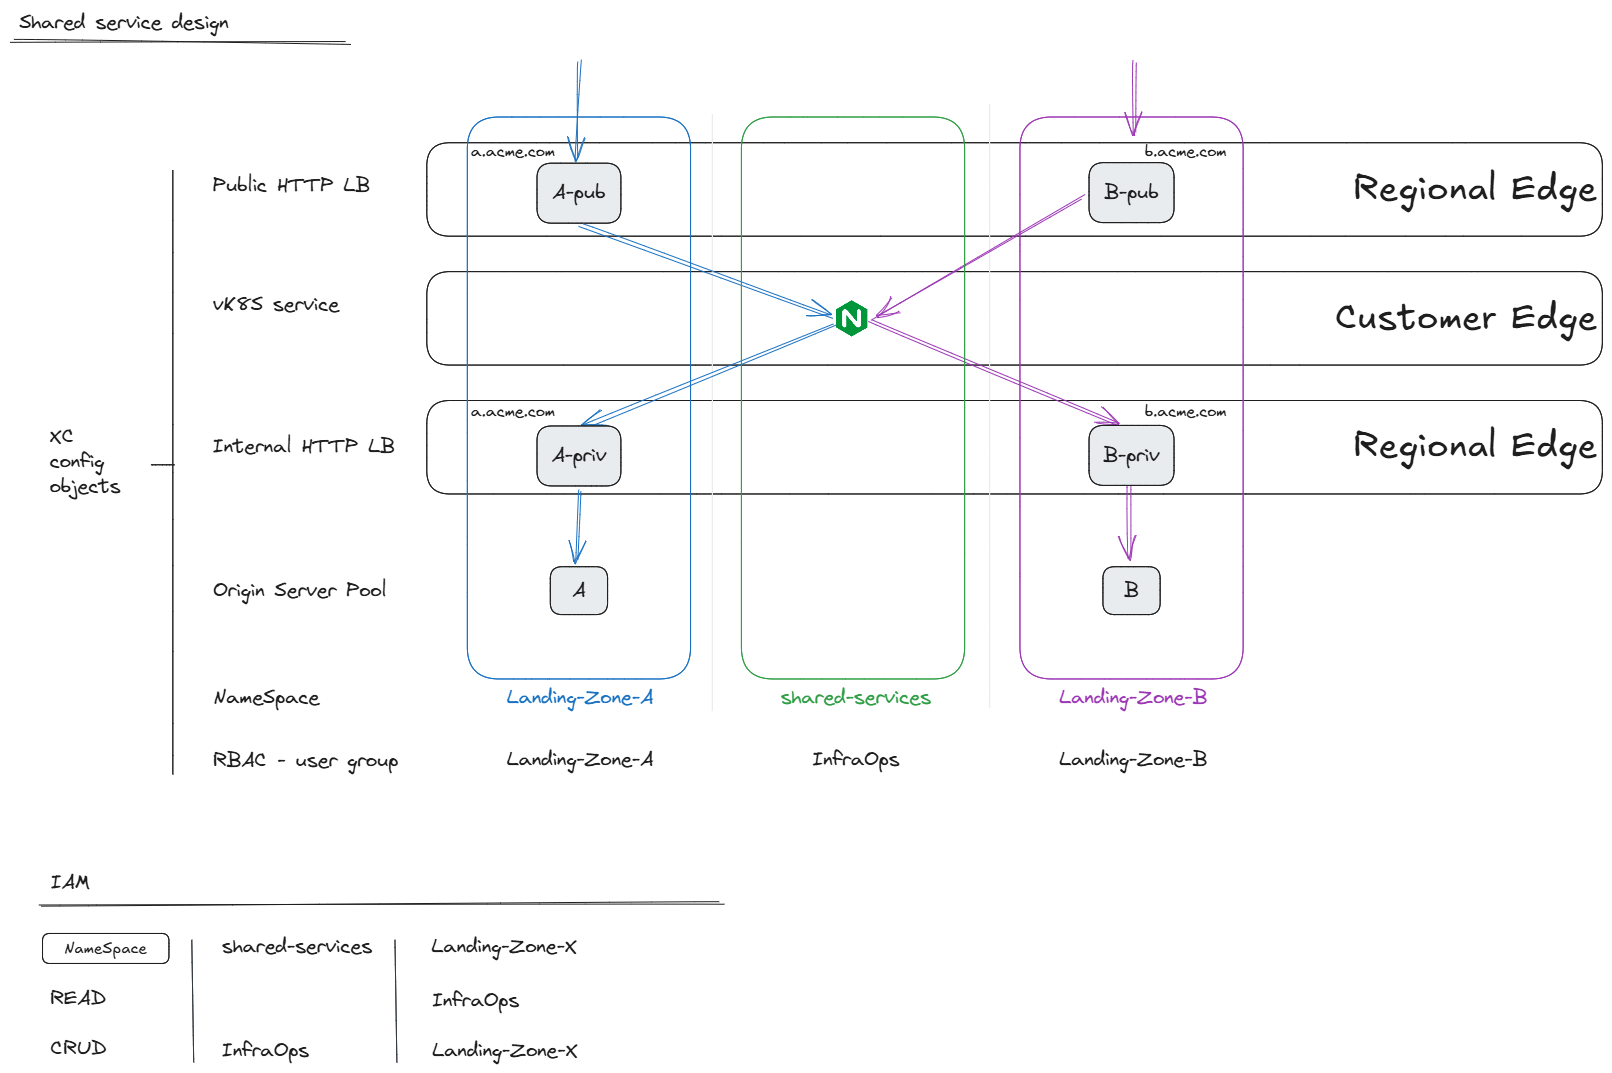 Shared service design
a.acme.com
b.acme.com
Public HTTP LB
A-pub
B-pub
Regional Edge
vK8S service
N
Customer Edge
a.acme.com
b.acme.com
XC
config
objects
Internal HTTP LB
A-priv
B-priv
Regional Edge
Origin Server Pool
A
B
NameSpace
Landing-Zone-A
shared-services
Landing-Zone-B
RBAC - user group
Landing-Zone-A
InfraOps
Landing-Zone-B
IAM
NameSpace
shared-services
Landing-Zone-X
READ
InfraOps
CRUD
InfraOps
Landing-Zone-X